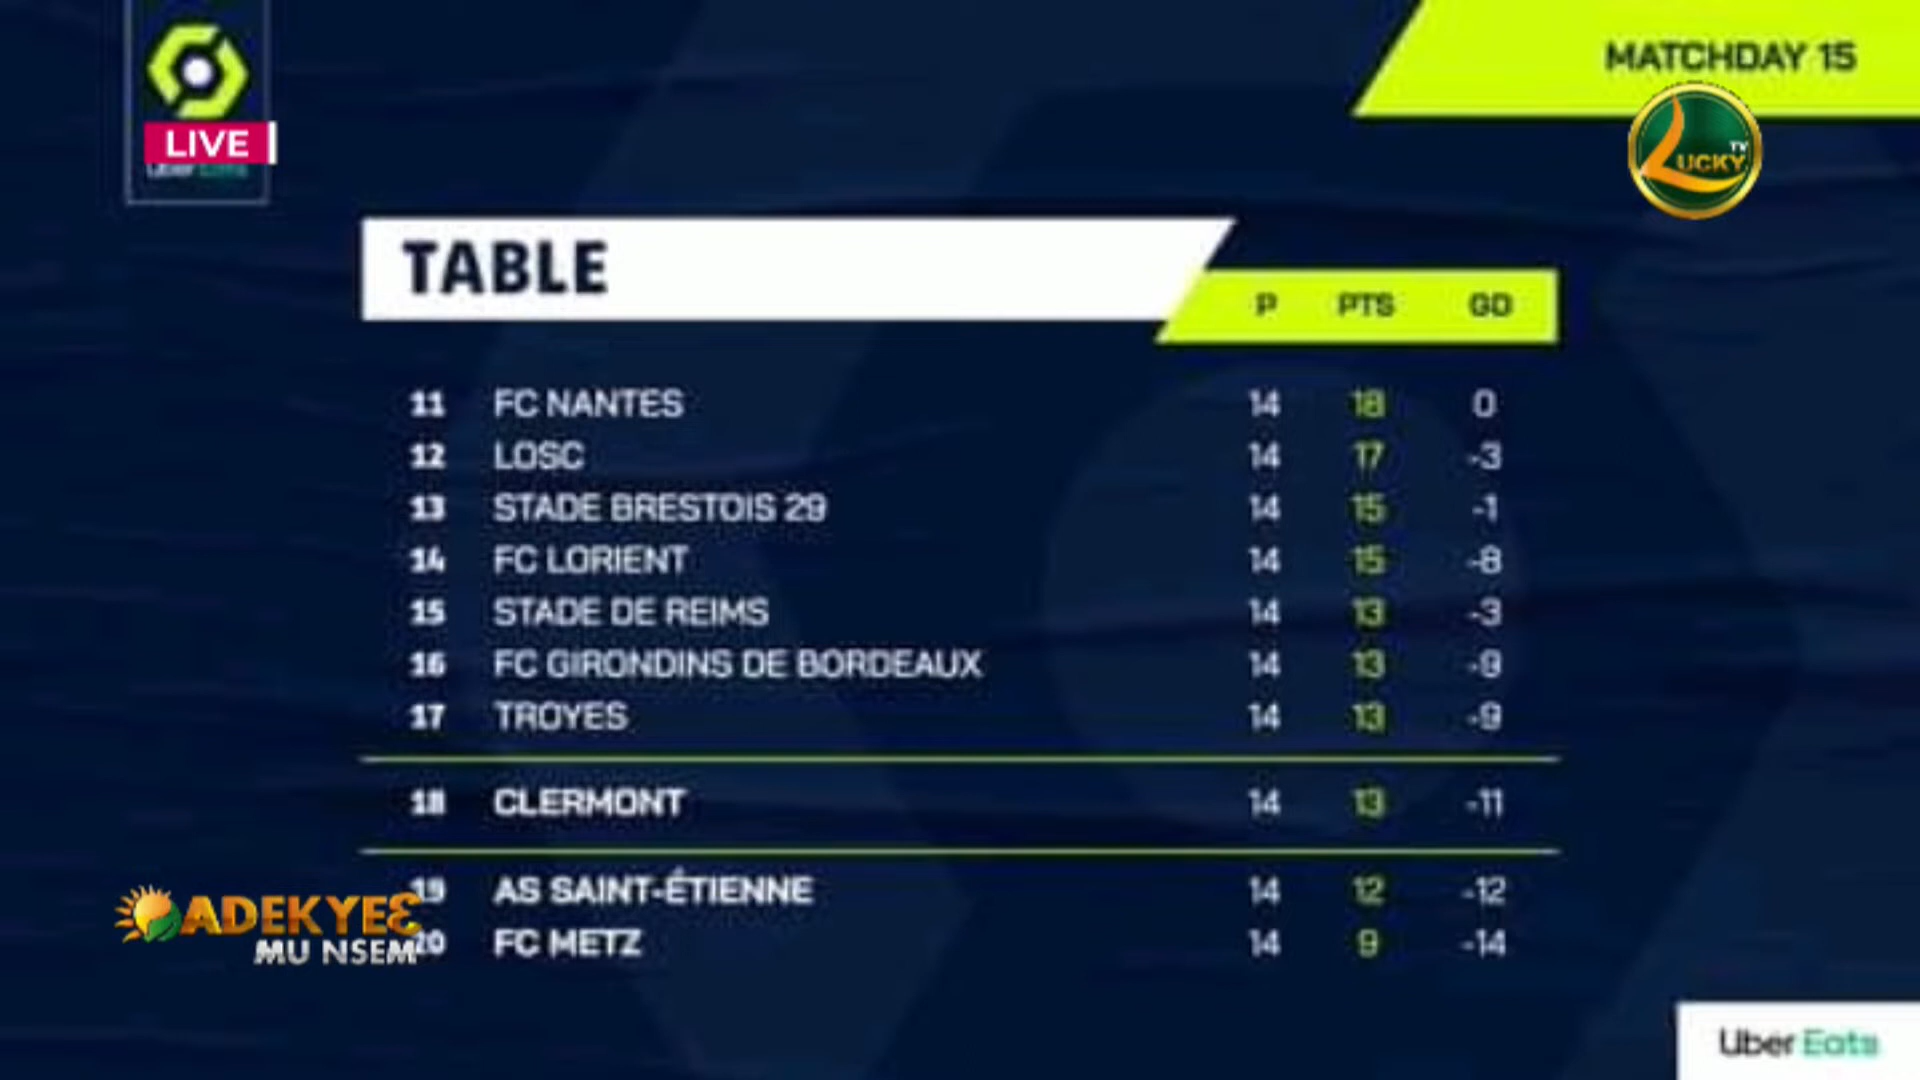 MATCHDAY 15
LIVE
Uber Eats
LUCKY TV
TABLE
P PTS GD
11 FC NANTES 14 18 0
12 LOSC 14 17 -3
13 STADE BRESTOIS 29 14 15 -1
14 FC LORIENT 14 15 -8
15 STADE DE REIMS 14 13 -3
16 FC GIRONDINS DE BORDEAUX 14 13 -9
17 TROYES 14 13 -9
18 CLERMONT 14 13 -11
19 AS SAINT-ÉTIENNE 14 12 -12
20 FC METZ 14 9 -14
ADEKYEƐ
MU NSEM
Uber Eats